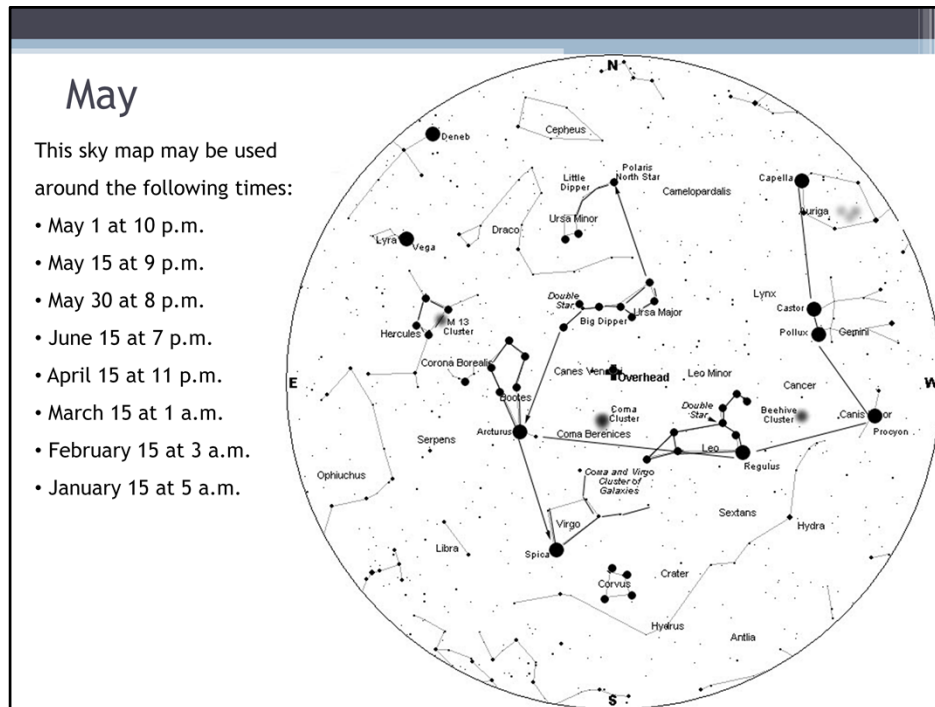 May
This sky map may be used
around the following times:
• May 1 at 10 p.m.
• May 15 at 9 p.m.
• May 30 at 8 p.m.
• June 15 at 7 p.m.
• April 15 at 11 p.m.
• March 15 at 1 a.m.
• February 15 at 3 a.m.
• January 15 at 5 a.m.
N
Deneb
Cepheus
Polaris
North Star
Little
Dipper
Camelopardalis
Capella
Auriga
Ursa Minor
Draco
Lyra
Vega
Double
Star
Big Dipper
Ursa Major
Lynx
Castor
Pollux
Gemini
M 13
Cluster
Hercules
Corona Borealis
E
Canes
Overhead
Leo Minor
Cancer
W
Bootes
Coma
Cluster
Double
Star
Beehive
Cluster
Canis
Procyon
Arcturus
Coma Berenices
Serpens
Leo
Regulus
Ophiuchus
Coma and Virgo
Cluster of
Galaxies
Virgo
Sextans
Hydra
Libra
Spica
Corvus
Crater
Hydrus
Antlia
S